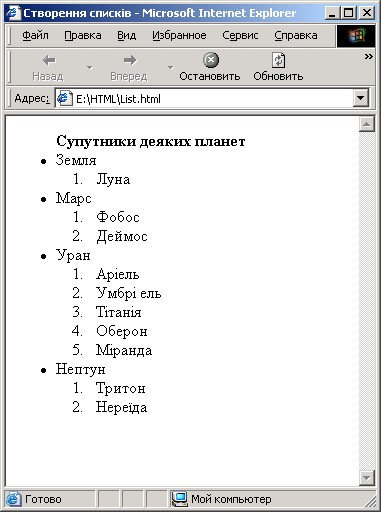 Створення списків - Microsoft Internet Explorer
Файл Правка Вид Избранное Сервис Справка
Назад Вперед Остановить Обновить »
Адрес: E:\HTML\List.html
Супутники деяких планет
• Земля
1. Луна
• Марс
1. Фобос
2. Деймос
• Уран
1. Аріель
2. Умбрі ель
3. Тітанія
4. Оберон
5. Міранда
• Нептун
1. Тритон
2. Нереїда
Готово Мой компьютер